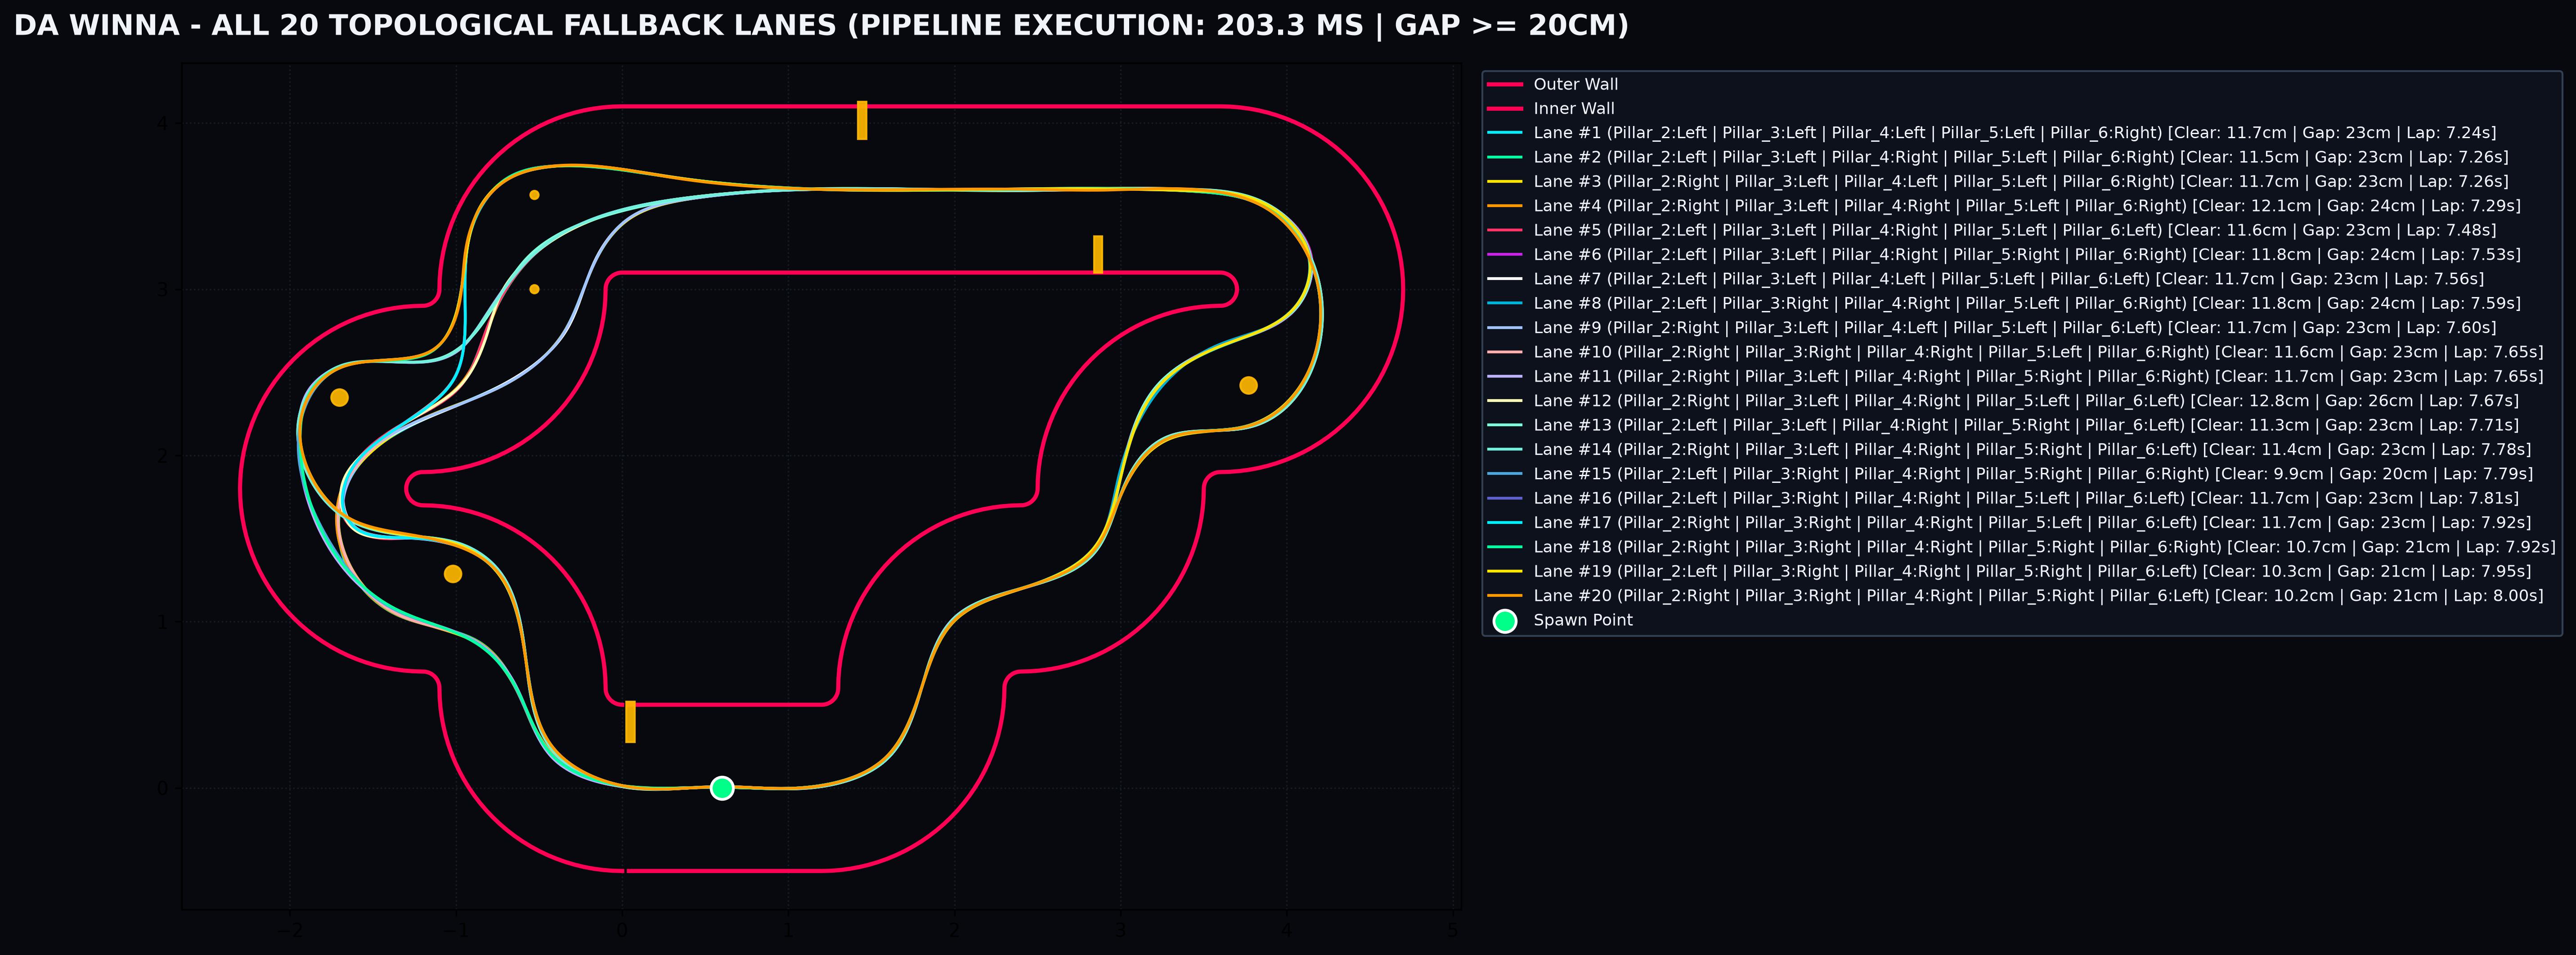 DA WINNA - ALL 20 TOPOLOGICAL FALLBACK LANES (PIPELINE EXECUTION: 203.3 MS | GAP >= 20CM)
Outer Wall
Inner Wall
Lane #1 (Pillar_2:Left | Pillar_3:Left | Pillar_4:Left | Pillar_5:Left | Pillar_6:Right) [Clear: 11.7cm | Gap: 23cm | Lap: 7.24s]
Lane #2 (Pillar_2:Left | Pillar_3:Left | Pillar_4:Right | Pillar_5:Left | Pillar_6:Right) [Clear: 11.5cm | Gap: 23cm | Lap: 7.26s]
Lane #3 (Pillar_2:Right | Pillar_3:Left | Pillar_4:Left | Pillar_5:Left | Pillar_6:Right) [Clear: 11.7cm | Gap: 23cm | Lap: 7.26s]
Lane #4 (Pillar_2:Right | Pillar_3:Left | Pillar_4:Right | Pillar_5:Left | Pillar_6:Right) [Clear: 12.1cm | Gap: 24cm | Lap: 7.29s]
Lane #5 (Pillar_2:Left | Pillar_3:Left | Pillar_4:Right | Pillar_5:Left | Pillar_6:Left) [Clear: 11.6cm | Gap: 23cm | Lap: 7.48s]
Lane #6 (Pillar_2:Left | Pillar_3:Left | Pillar_4:Right | Pillar_5:Right | Pillar_6:Right) [Clear: 11.8cm | Gap: 24cm | Lap: 7.53s]
Lane #7 (Pillar_2:Left | Pillar_3:Left | Pillar_4:Left | Pillar_5:Left | Pillar_6:Left) [Clear: 11.7cm | Gap: 23cm | Lap: 7.56s]
Lane #8 (Pillar_2:Left | Pillar_3:Right | Pillar_4:Right | Pillar_5:Left | Pillar_6:Right) [Clear: 11.8cm | Gap: 24cm | Lap: 7.59s]
Lane #9 (Pillar_2:Right | Pillar_3:Left | Pillar_4:Left | Pillar_5:Left | Pillar_6:Left) [Clear: 11.7cm | Gap: 23cm | Lap: 7.60s]
Lane #10 (Pillar_2:Right | Pillar_3:Right | Pillar_4:Right | Pillar_5:Left | Pillar_6:Right) [Clear: 11.6cm | Gap: 23cm | Lap: 7.65s]
Lane #11 (Pillar_2:Right | Pillar_3:Left | Pillar_4:Right | Pillar_5:Right | Pillar_6:Right) [Clear: 11.7cm | Gap: 23cm | Lap: 7.65s]
Lane #12 (Pillar_2:Right | Pillar_3:Left | Pillar_4:Right | Pillar_5:Left | Pillar_6:Left) [Clear: 12.8cm | Gap: 26cm | Lap: 7.67s]
Lane #13 (Pillar_2:Left | Pillar_3:Left | Pillar_4:Right | Pillar_5:Right | Pillar_6:Left) [Clear: 11.3cm | Gap: 23cm | Lap: 7.71s]
Lane #14 (Pillar_2:Right | Pillar_3:Left | Pillar_4:Right | Pillar_5:Right | Pillar_6:Left) [Clear: 11.4cm | Gap: 23cm | Lap: 7.78s]
Lane #15 (Pillar_2:Left | Pillar_3:Right | Pillar_4:Right | Pillar_5:Right | Pillar_6:Right) [Clear: 9.9cm | Gap: 20cm | Lap: 7.79s]
Lane #16 (Pillar_2:Left | Pillar_3:Right | Pillar_4:Right | Pillar_5:Left | Pillar_6:Left) [Clear: 11.7cm | Gap: 23cm | Lap: 7.81s]
Lane #17 (Pillar_2:Right | Pillar_3:Right | Pillar_4:Right | Pillar_5:Left | Pillar_6:Left) [Clear: 11.7cm | Gap: 23cm | Lap: 7.92s]
Lane #18 (Pillar_2:Right | Pillar_3:Right | Pillar_4:Right | Pillar_5:Right | Pillar_6:Right) [Clear: 10.7cm | Gap: 21cm | Lap: 7.92s]
Lane #19 (Pillar_2:Left | Pillar_3:Right | Pillar_4:Right | Pillar_5:Right | Pillar_6:Left) [Clear: 10.3cm | Gap: 21cm | Lap: 7.95s]
Lane #20 (Pillar_2:Right | Pillar_3:Right | Pillar_4:Right | Pillar_5:Right | Pillar_6:Left) [Clear: 10.2cm | Gap: 21cm | Lap: 8.00s]
Spawn Point
4
3
2
1
0
−2 −1 0 1 2 3 4 5